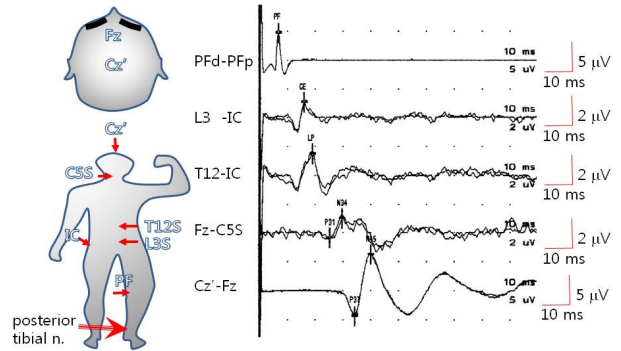 Fz
Cz'
Cz'
C5S
T12S
IC
L3S
PF
posterior
tibial n.
PFd-PFp
PF
10 ms
5 uV
5 μV
10 ms
L3 -IC
CE
10 ms
2 uV
2 μV
10 ms
T12-IC
LP
10 ms
2 uV
2 μV
10 ms
Fz-C5S
P31
N34
10 ms
2 uV
2 μV
10 ms
Cz'-Fz
P37
N45
10 ms
5 uV
5 μV
10 ms